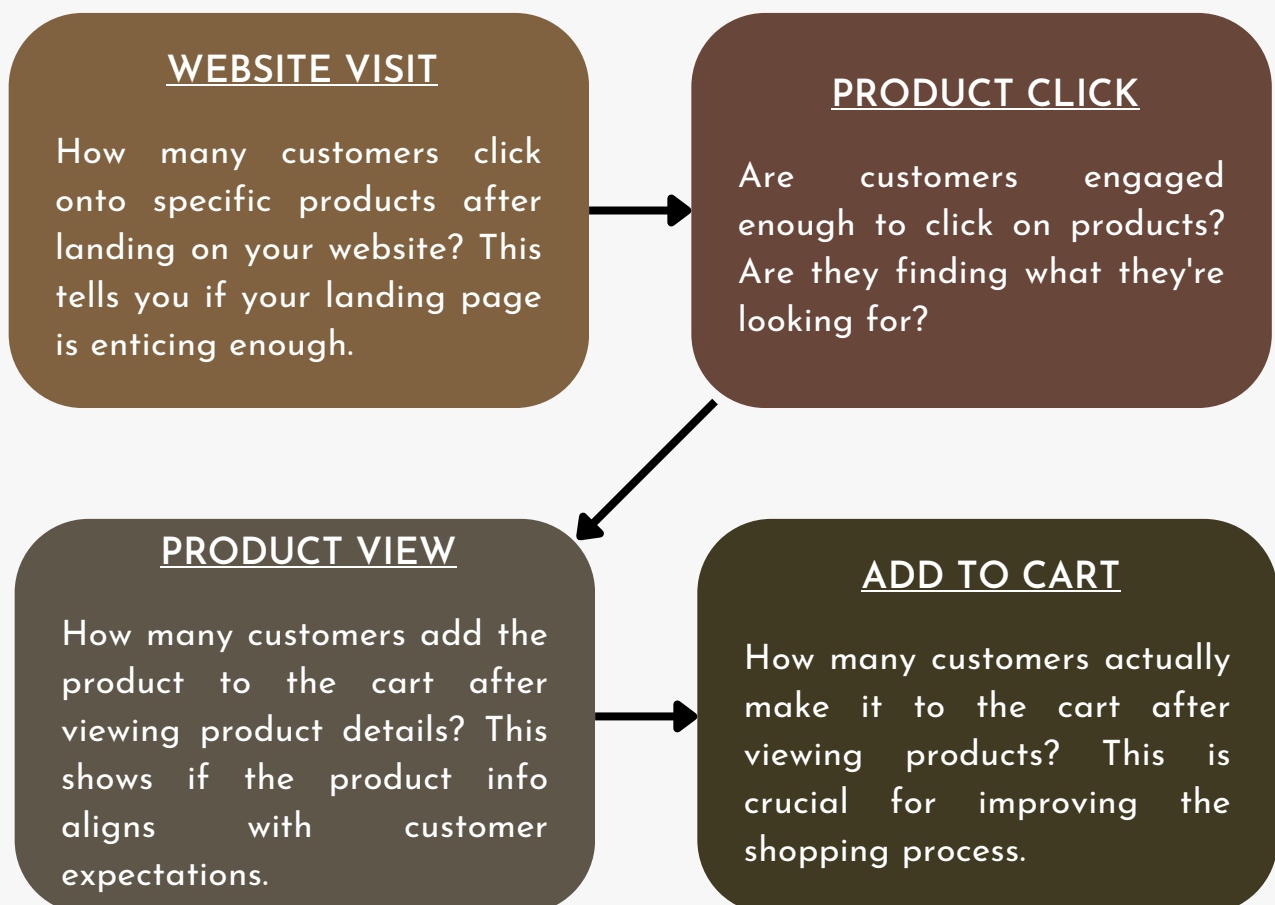 WEBSITE VISIT
How many customers click
onto specific products after
landing on your website? This
tells you if your landing page
is enticing enough.
PRODUCT CLICK
Are customers engaged
enough to click on products?
Are they finding what they're
looking for?
PRODUCT VIEW
How many customers add the
product to the cart after
viewing product details? This
shows if the product info
aligns with customer
expectations.
ADD TO CART
How many customers actually
make it to the cart after
viewing products? This is
crucial for improving the
shopping process.